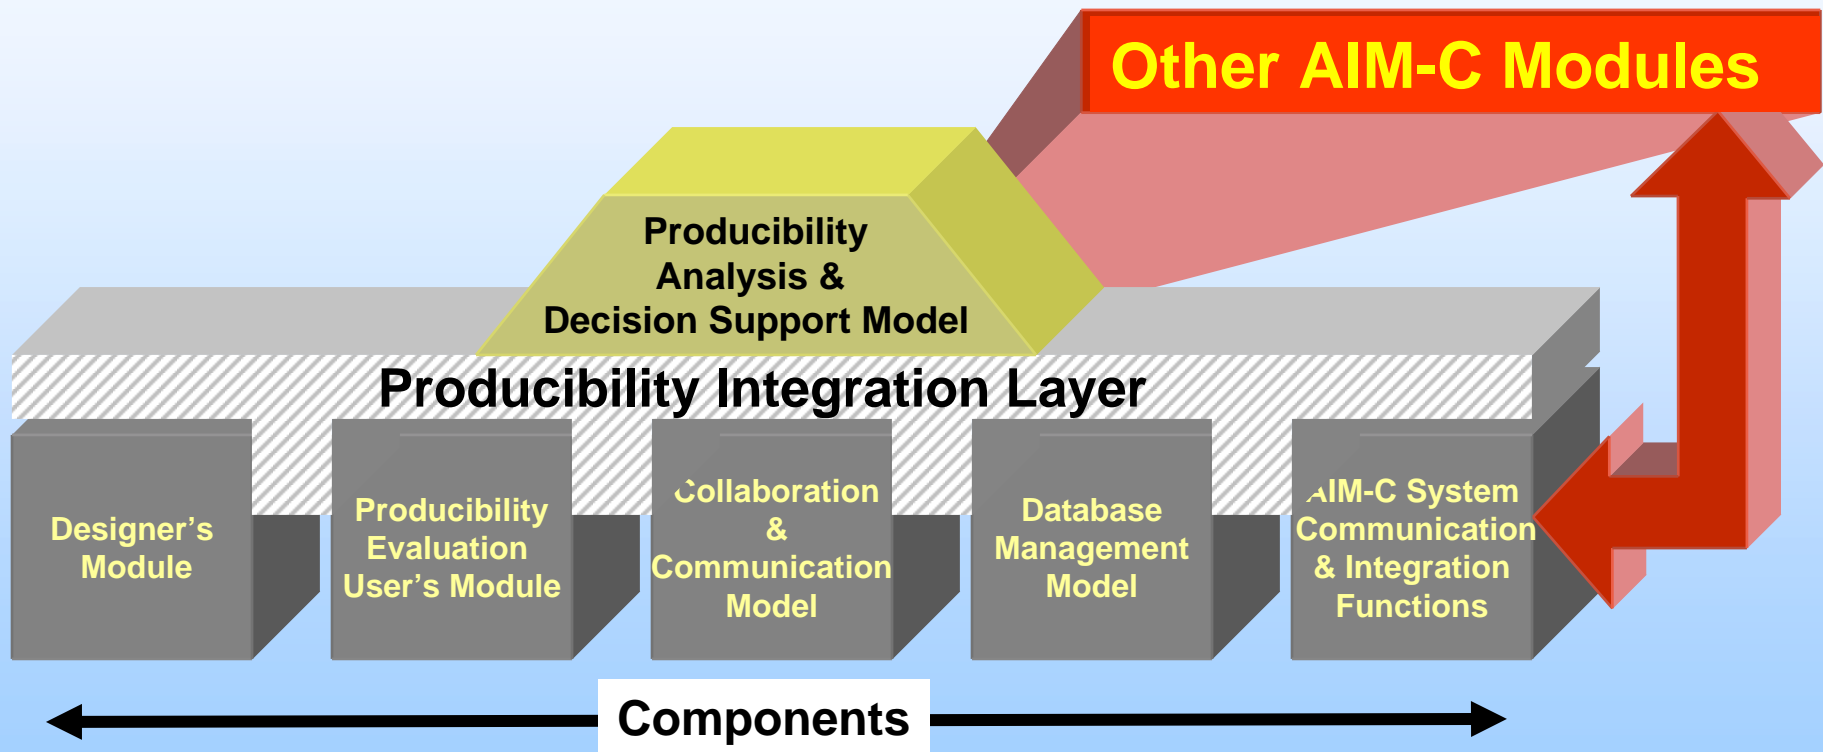 Other AIM-C Modules
Producibility
Analysis &
Decision Support Model
Producibility Integration Layer
Designer’s
Module
Producibility
Evaluation
User’s Module
Collaboration
&
Communication
Model
Database
Management
Model
AIM-C System
Communication
& Integration
Functions
Components